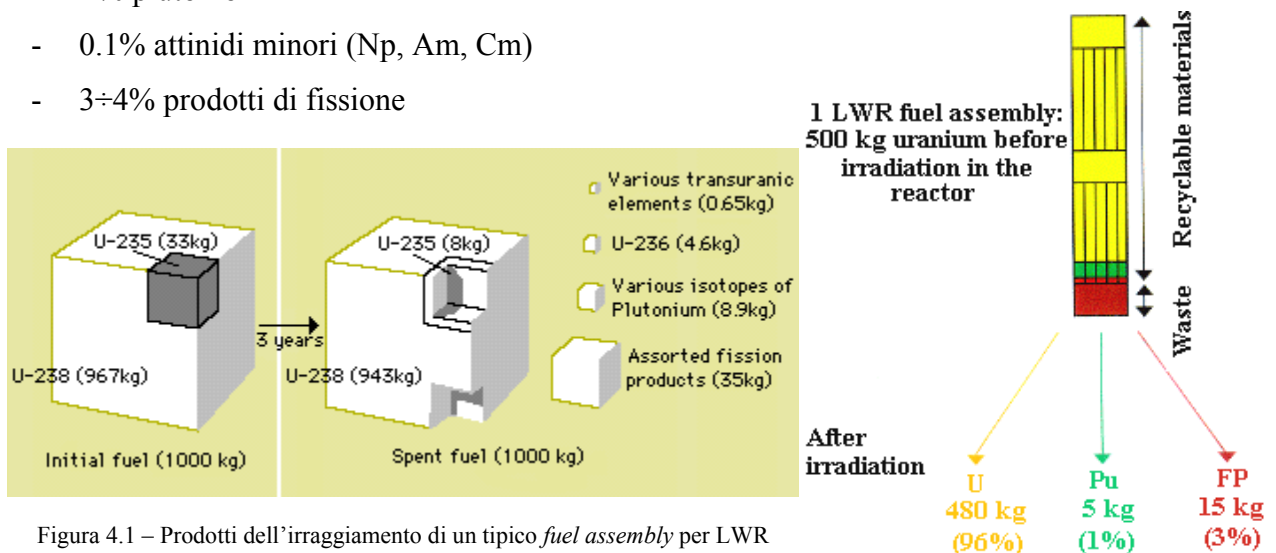 - 0.1% attinidi minori (Np, Am, Cm)
- 3÷4% prodotti di fissione
Various transuranic
elements (0.65kg)
U-235 (33kg)
U-235 (8kg)
U-236 (4.6kg)
Various isotopes of
Plutonium (8.9kg)
3 years
Assorted fission
products (35kg)
U-238 (967kg)
U-238 (943kg)
Initial fuel (1000 kg)
Spent fuel (1000 kg)
1 LWR fuel assembly:
500 kg uranium before
irradiation in the
reactor
Recyclable materials
Waste
After
irradiation
U
480 kg
(96%)
Pu
5 kg
(1%)
FP
15 kg
(3%)
Figura 4.1 – Prodotti dell’irraggiamento di un tipico fuel assembly per LWR